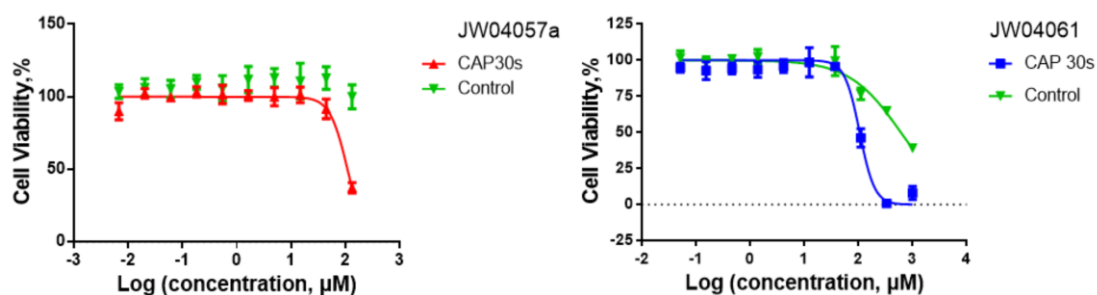 JW04057a
CAP30s
Control
Cell Viability,%
150
100
50
0
-3
-2
-1
0
1
2
3
Log (concentration, µM)
JW04061
CAP 30s
Control
Cell Viability,%
125
100
75
50
25
0
-25
-2
-1
0
1
2
3
4
Log (concentration, µM)